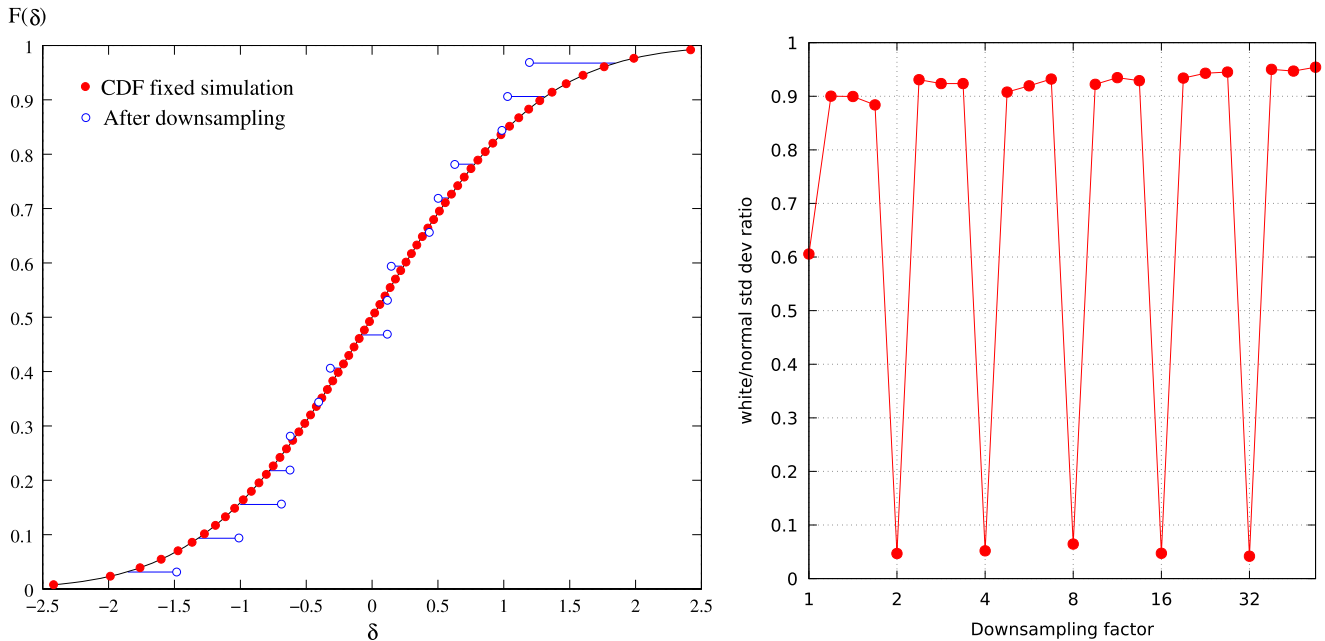 F(δ)
1
0.9
0.8
0.7
0.6
0.5
0.4
0.3
0.2
0.1
0
−2.5 −2 −1.5 −1 −0.5 0 0.5 1 1.5 2 2.5
δ
CDF fixed simulation
After downsampling
1
0.9
0.8
0.7
0.6
0.5
0.4
0.3
0.2
0.1
0
white/normal std dev ratio
1 2 4 8 16 32
Downsampling factor